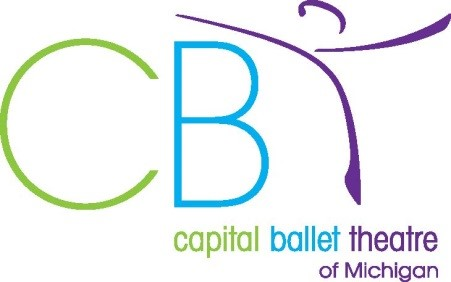 CBT
capital ballet theatre
of Michigan